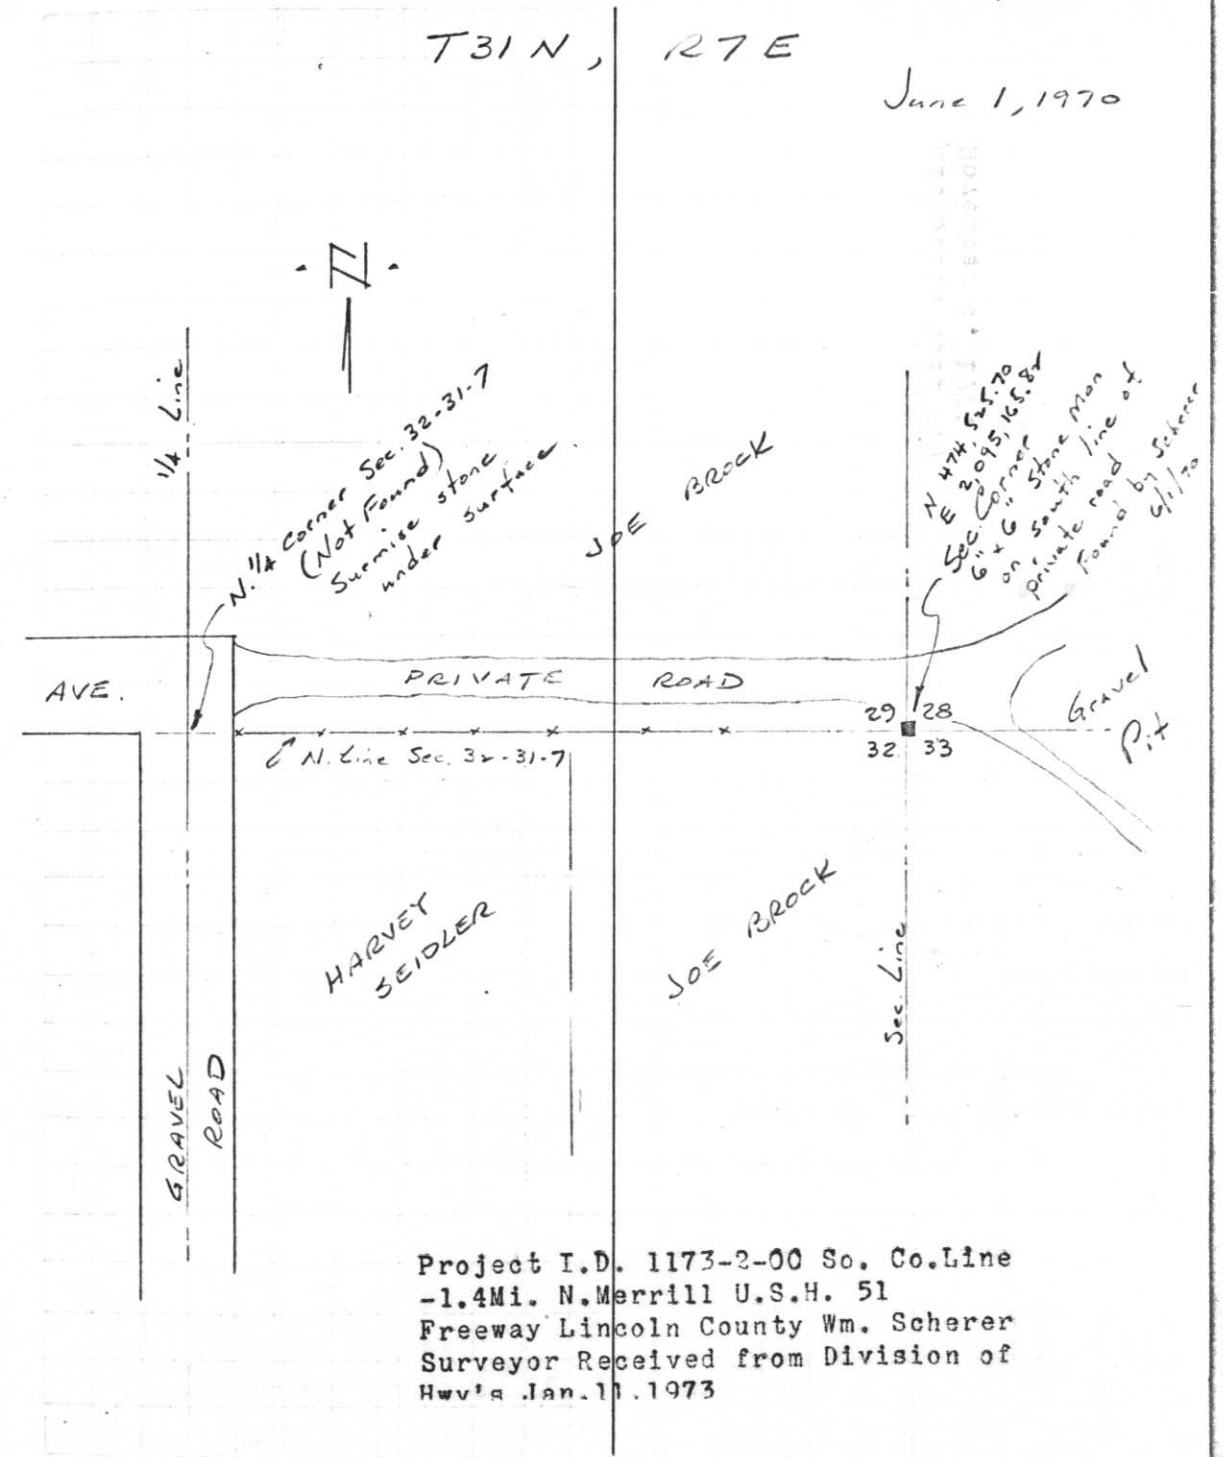 T31N, R7E
June 1, 1970
N
1/4 Line
N. 1/4 Corner Sec. 32-31-7
(Not Found)
Surmise stone
under surface.
JOE BROCK
N 474,525.70
E 2,095,165.82
Sec. Corner
6" x 6" Stone Mon
on south line of
private road
Found by Scherer
6/1/70
AVE.
PRIVATE ROAD
Gravel
Pit
29 28
32 33
N. Line Sec. 32-31-7
HARVEY
SEIDLER
JOE BROCK
Sec. Line
GRAVEL
ROAD
Project I.D. 1173-2-00 So. Co.Line
-1.4Mi. N.Merrill U.S.H. 51
Freeway Lincoln County Wm. Scherer
Surveyor Received from Division of
Hwy's Jan.11.1973